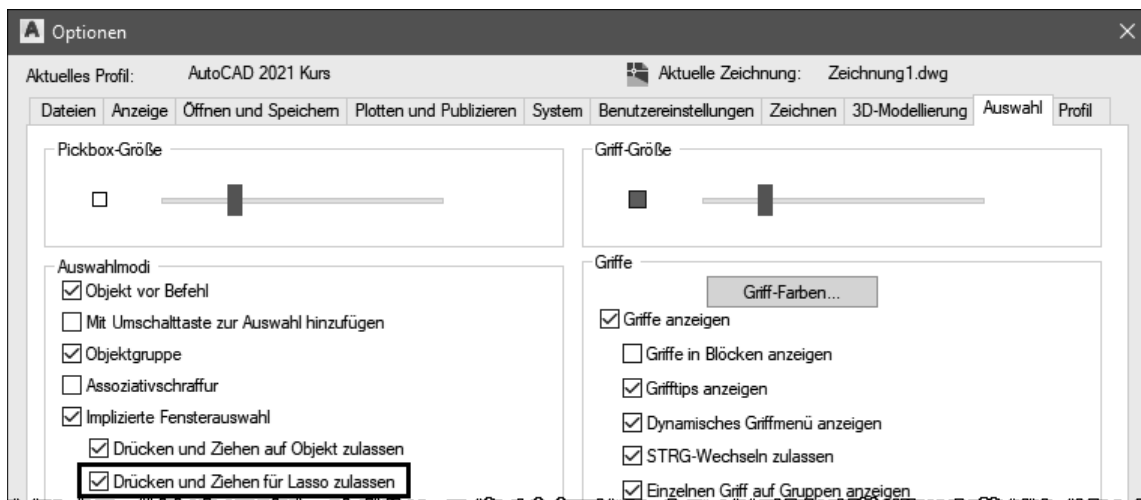 Optionen
Aktuelles Profil: AutoCAD 2021 Kurs Aktuelle Zeichnung: Zeichnung1.dwg
Dateien Anzeige Öffnen und Speichern Plotten und Publizieren System Benutzereinstellungen Zeichnen 3D-Modellierung Auswahl Profil
Pickbox-Größe
Griff-Größe
Auswahlmodi
Objekt vor Befehl
Mit Umschalttaste zur Auswahl hinzufügen
Objektgruppe
Assoziativschraffur
Implizierte Fensterauswahl
Drücken und Ziehen auf Objekt zulassen
Drücken und Ziehen für Lasso zulassen
Griffe
Griff-Farben...
Griffe anzeigen
Griffe in Blöcken anzeigen
Grifftips anzeigen
Dynamisches Griffmenü anzeigen
STRG-Wechseln zulassen
Einzelnen Griff auf Gruppen anzeigen